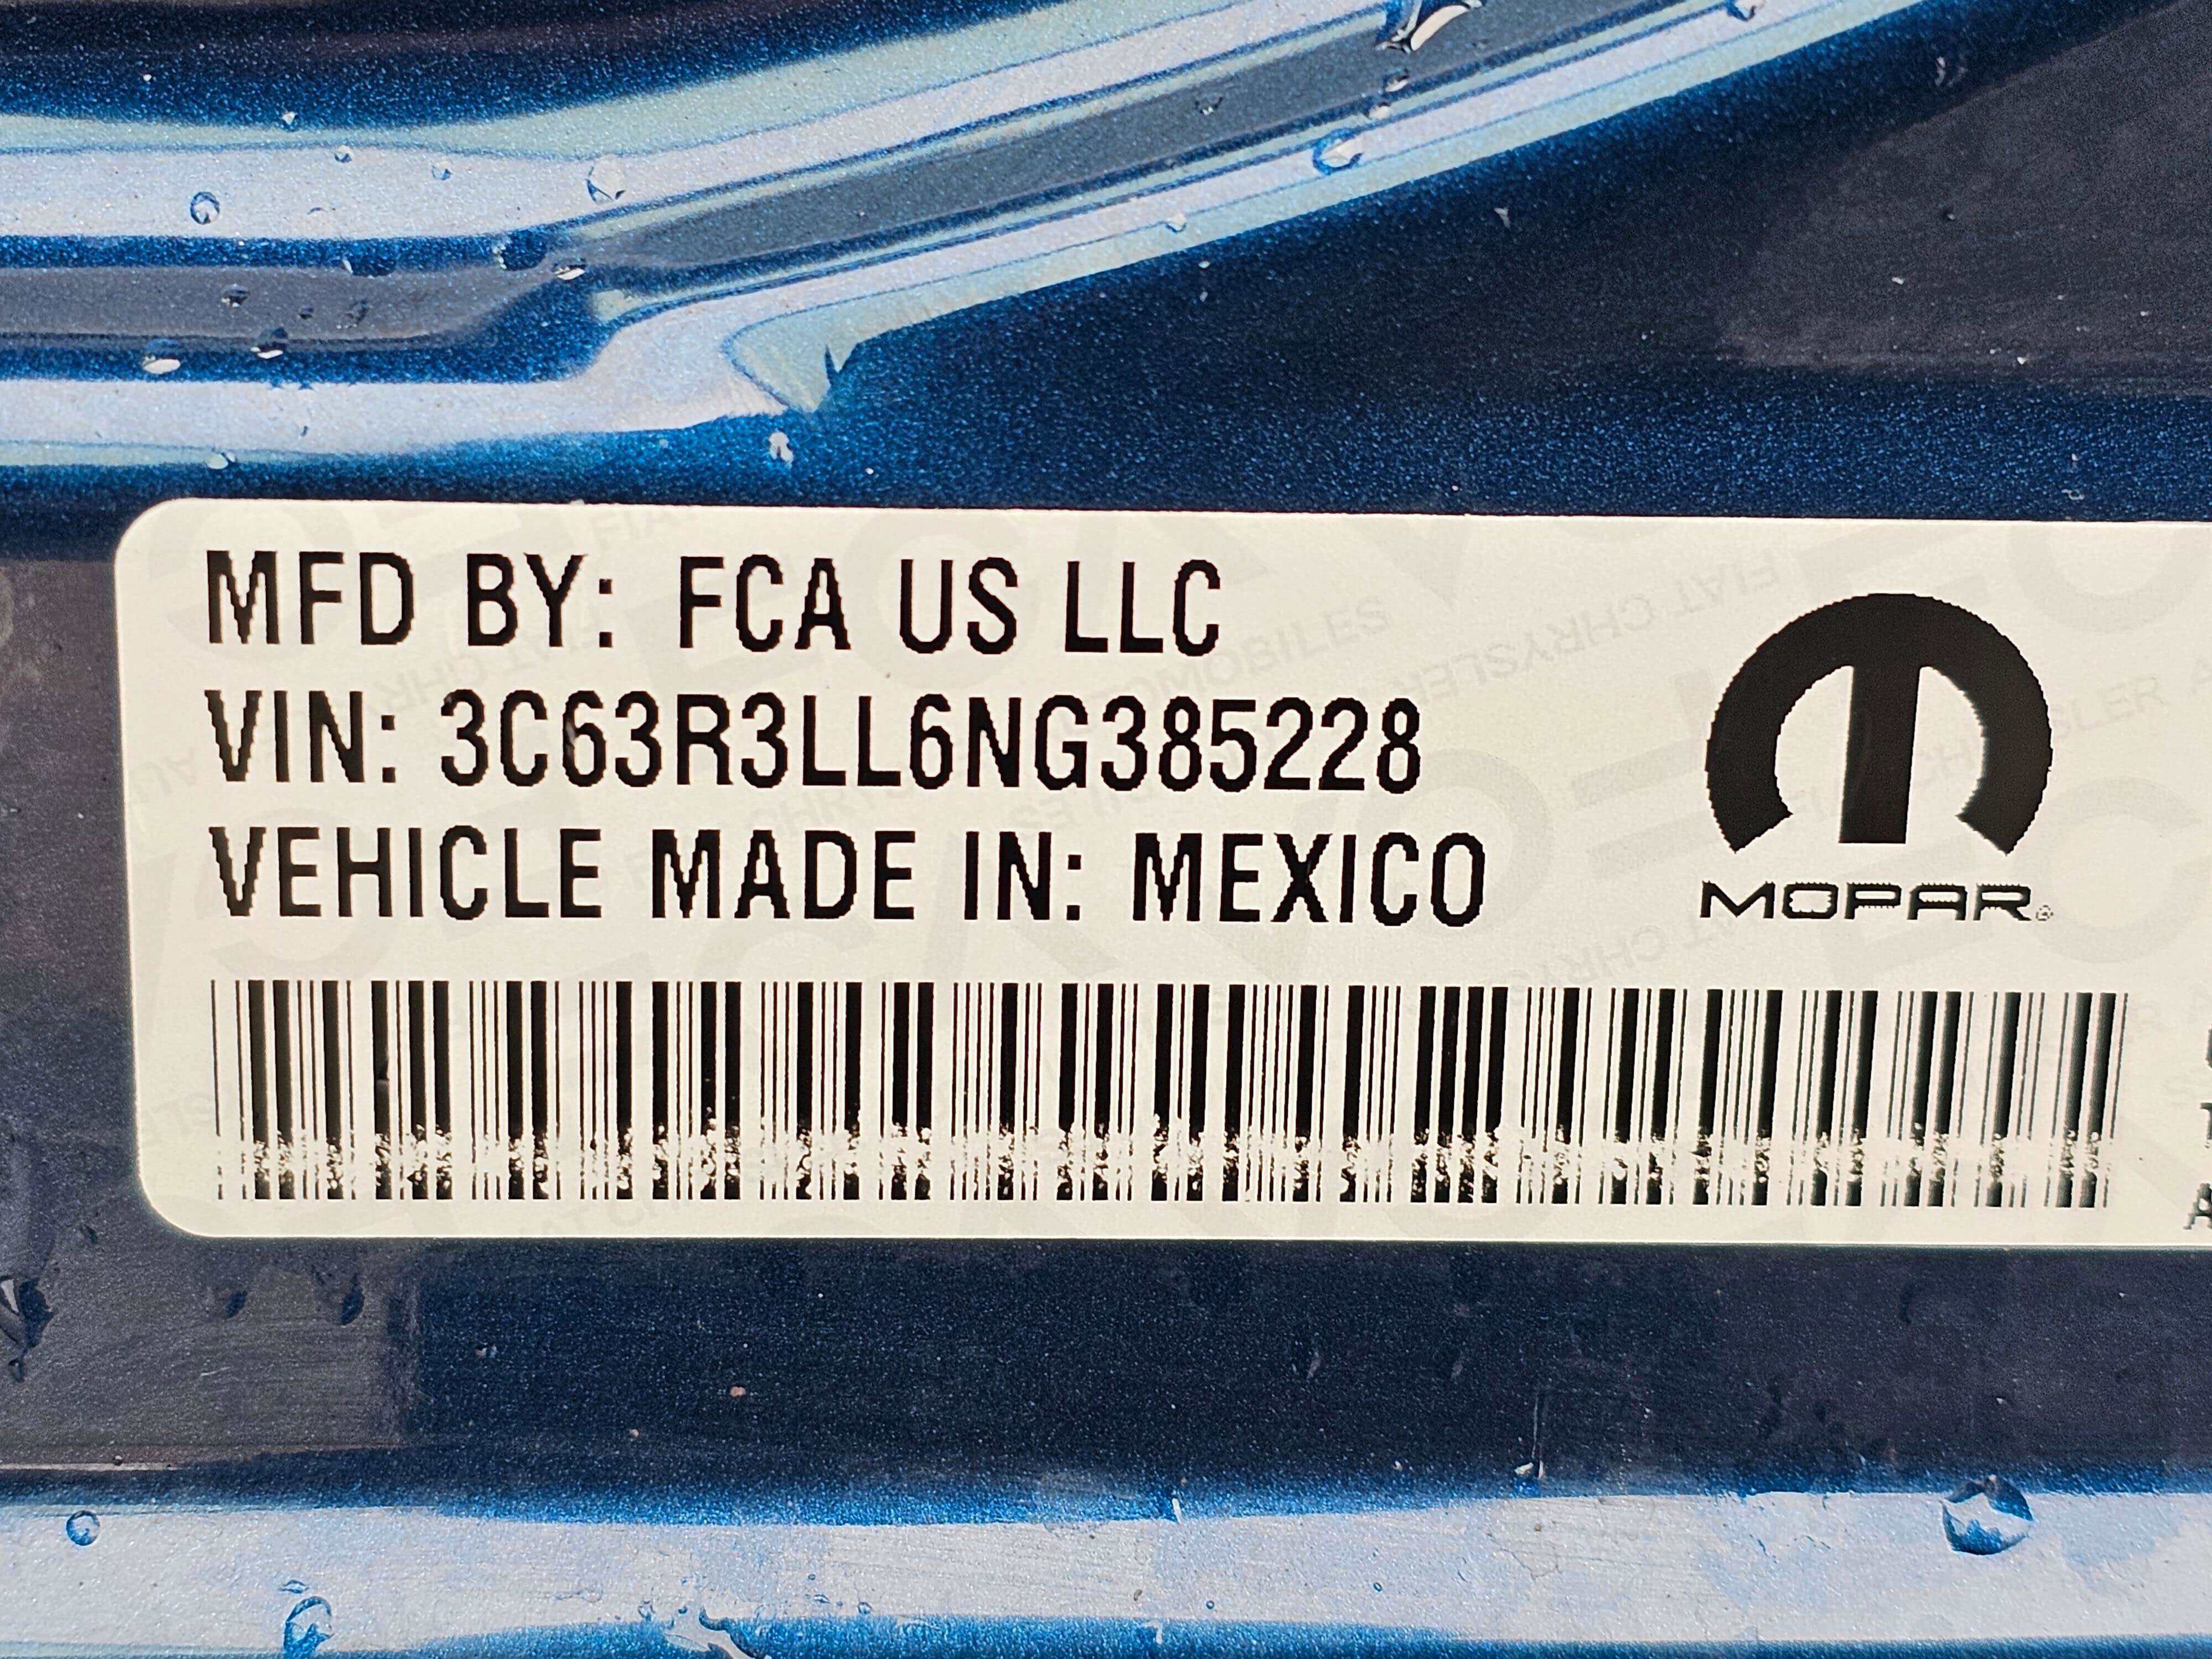 MFD BY: FCA US LLC
VIN: 3C63R3LL6NG385228
VEHICLE MADE IN: MEXICO
MOPAR®